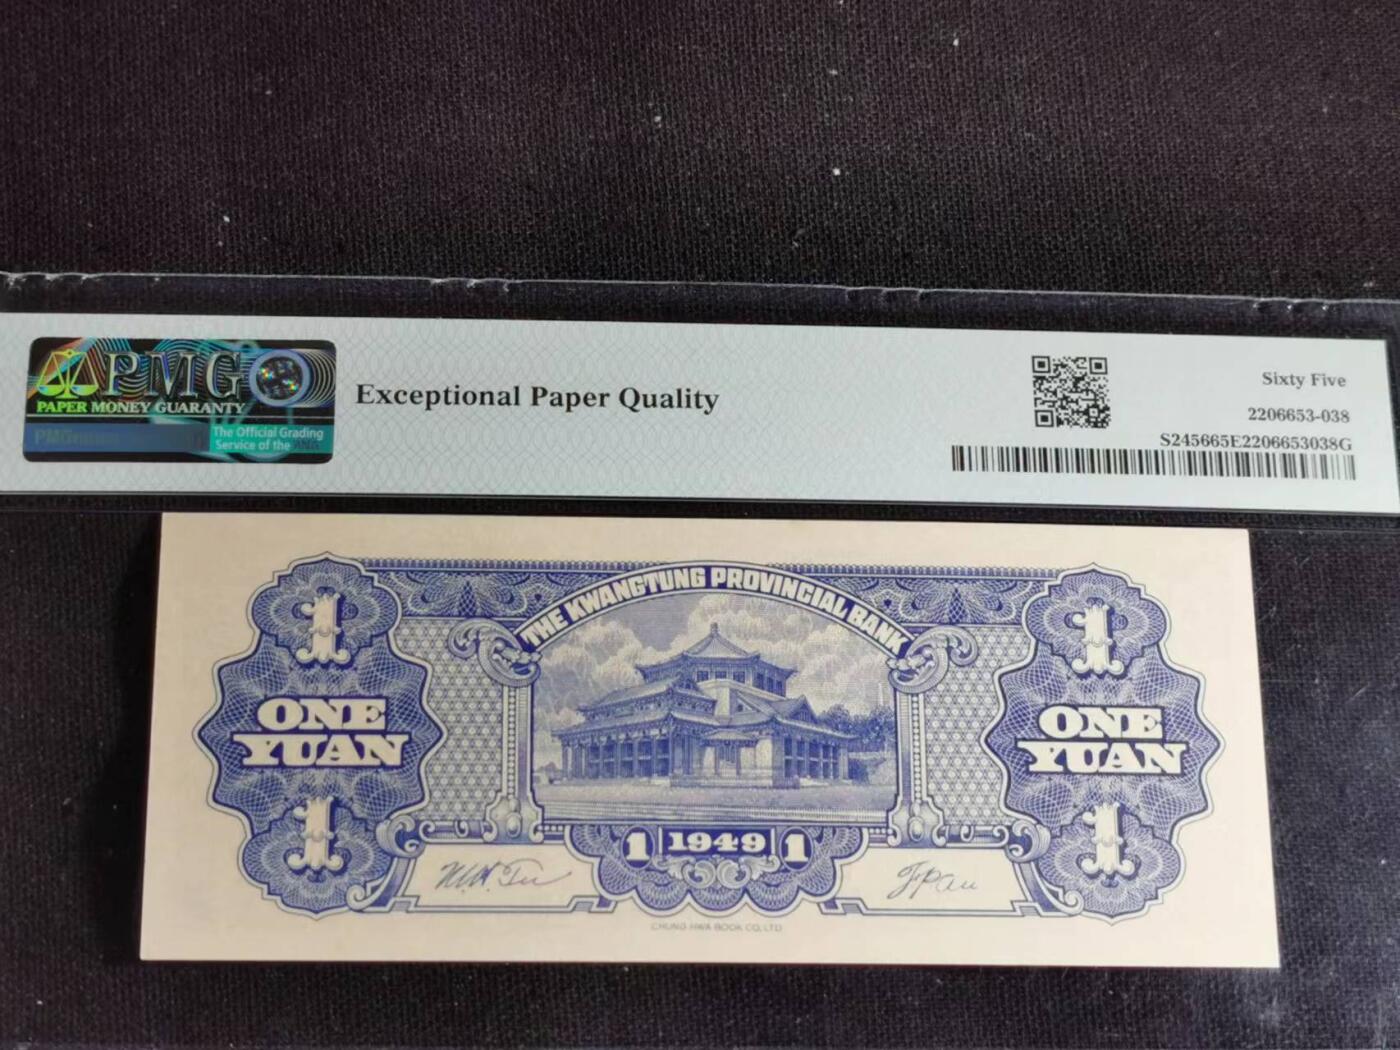 PMG
PAPER MONEY GUARANTY
The Official Grading
Service of the
Exceptional Paper Quality
Sixty Five
2206653-038
S245665E2206653038G
THE KWANGTUNG PROVINCIAL BANK
1
1
ONE
YUAN
ONE
YUAN
1
1
1 1949 1
CHUNG HWA BOOK CO, LTD